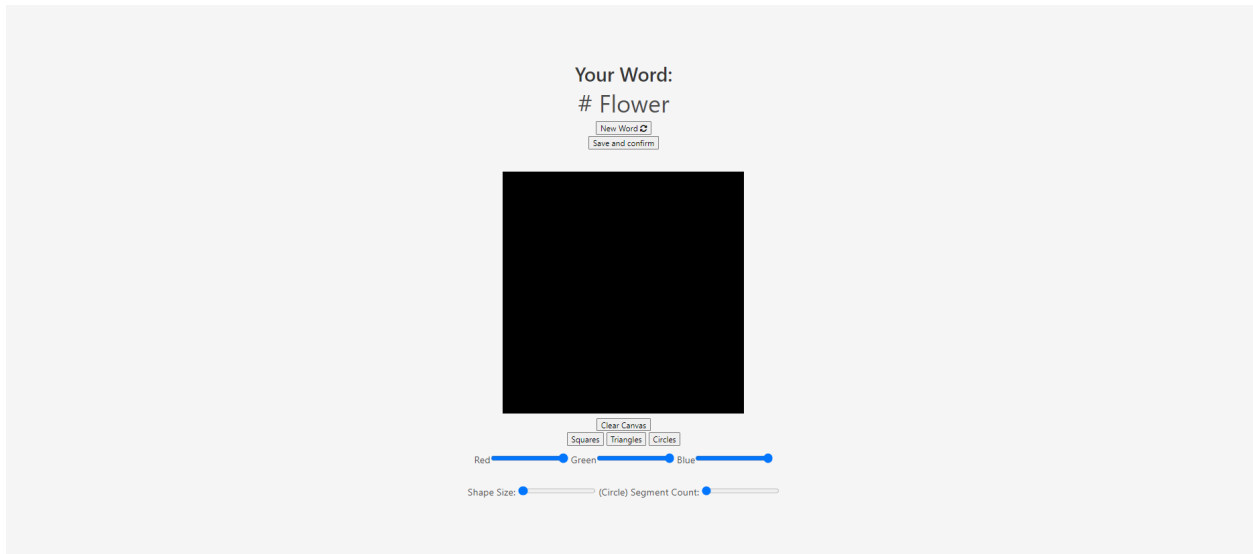 Your Word:
# Flower
New Word
Save and confirm
Clear Canvas
Squares Triangles Circles
Red Green Blue
Shape Size: (Circle) Segment Count: